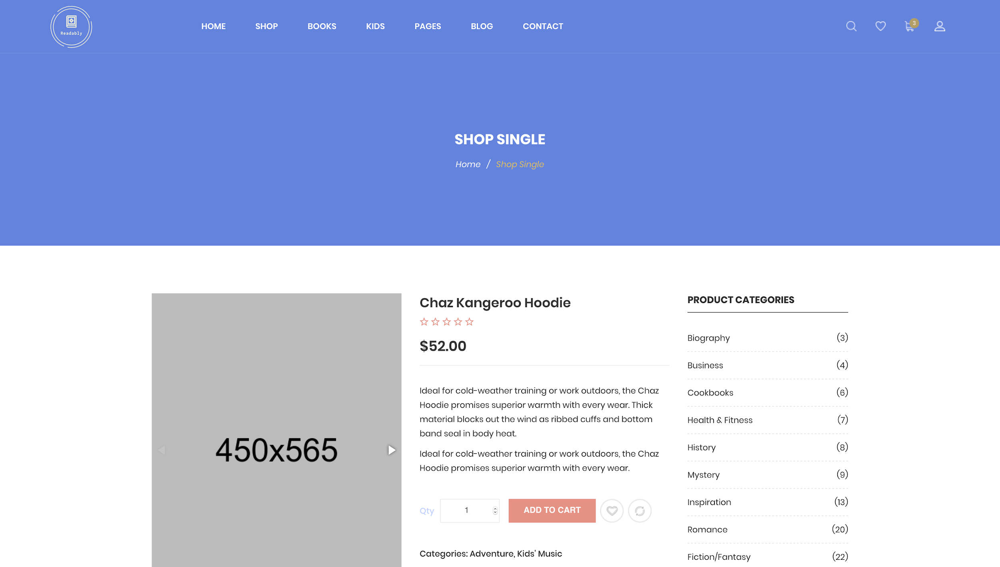 Readably
HOME SHOP BOOKS KIDS PAGES BLOG CONTACT
3
SHOP SINGLE
Home / Shop Single
450x565
Chaz Kangeroo Hoodie
$52.00
Ideal for cold-weather training or work outdoors, the Chaz
Hoodie promises superior warmth with every wear. Thick
material blocks out the wind as ribbed cuffs and bottom
band seal in body heat.
Ideal for cold-weather training or work outdoors, the Chaz
Hoodie promises superior warmth with every wear.
Qty 1 ADD TO CART
Categories: Adventure, Kids' Music
PRODUCT CATEGORIES
Biography (3)
Business (4)
Cookbooks (6)
Health & Fitness (7)
History (8)
Mystery (9)
Inspiration (13)
Romance (20)
Fiction/Fantasy (22)